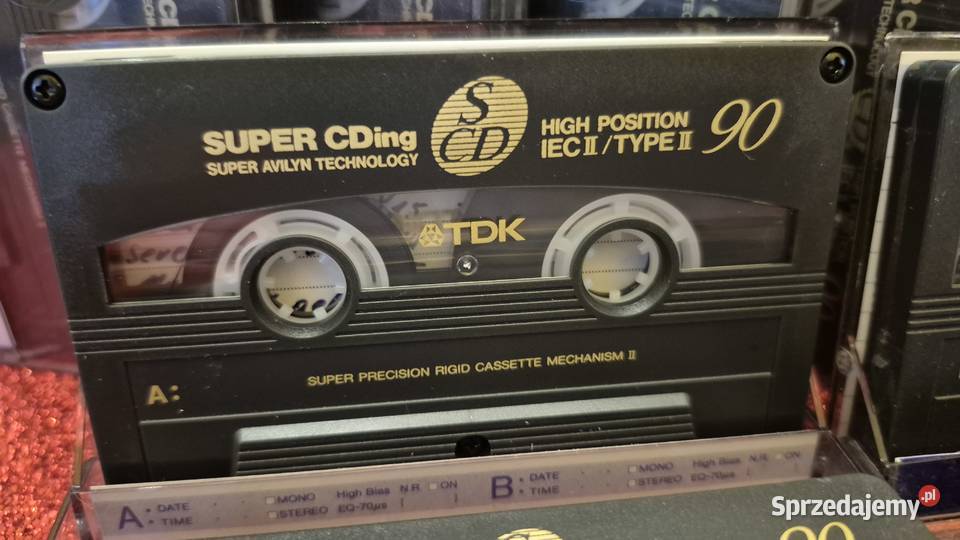 SUPER CDing
SUPER AVILYN TECHNOLOGY
S
CD
HIGH POSITION
IEC II / TYPE II
90
TDK
SUPER PRECISION RIGID CASSETTE MECHANISM II
A:
A • DATE
• TIME
□MONO High Bias N.R. □ON
□STEREO EQ-70µs
B • DATE
• TIME
□MONO High Bias N.R. □ON
□STEREO EQ-70µs
S
90
Sprzedajemy.pl